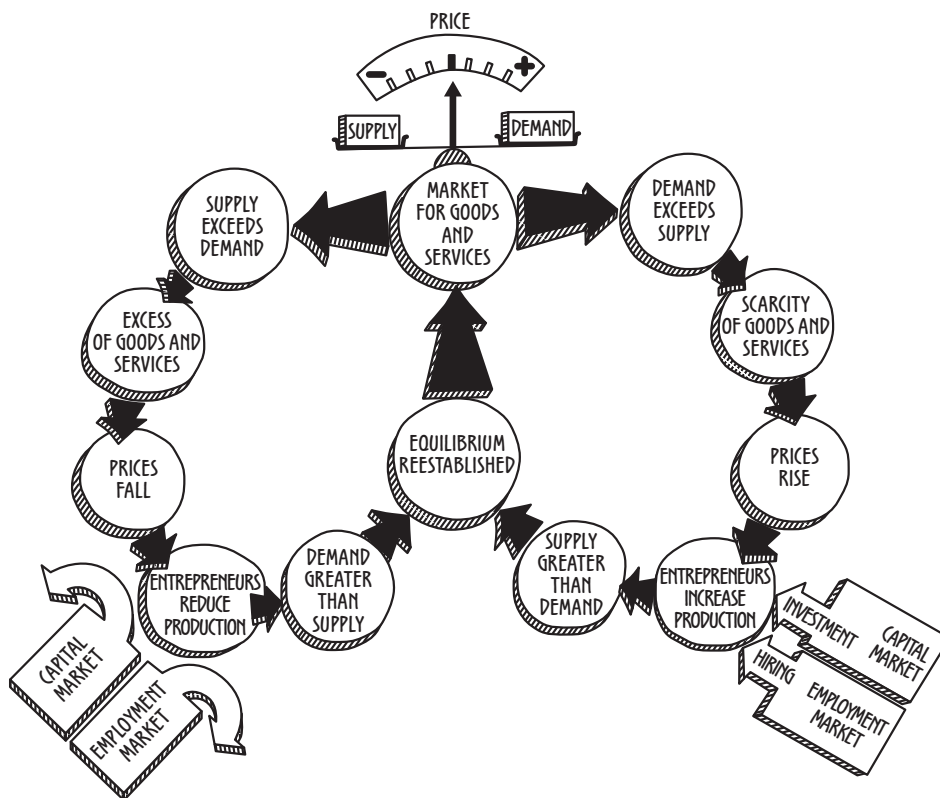 PRICE
SUPPLY
DEMAND
MARKET
FOR GOODS
AND
SERVICES
SUPPLY
EXCEEDS
DEMAND
EXCESS
OF GOODS AND
SERVICES
PRICES
FALL
ENTREPRENEURS
REDUCE
PRODUCTION
DEMAND
GREATER
THAN
SUPPLY
EQUILIBRIUM
REESTABLISHED
DEMAND
EXCEEDS
SUPPLY
SCARCITY
OF GOODS AND
SERVICES
PRICES
RISE
ENTREPRENEURS
INCREASE
PRODUCTION
SUPPLY
GREATER
THAN
DEMAND
CAPITAL
MARKET
EMPLOYMENT
MARKET
INVESTMENT
CAPITAL
MARKET
HIRING
EMPLOYMENT
MARKET